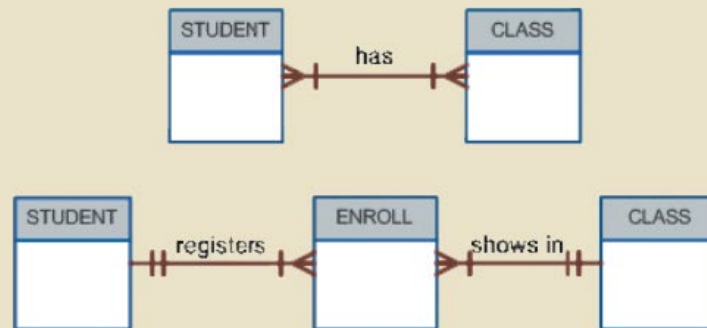 STUDENT
has
CLASS
STUDENT
registers
ENROLL
shows in
CLASS